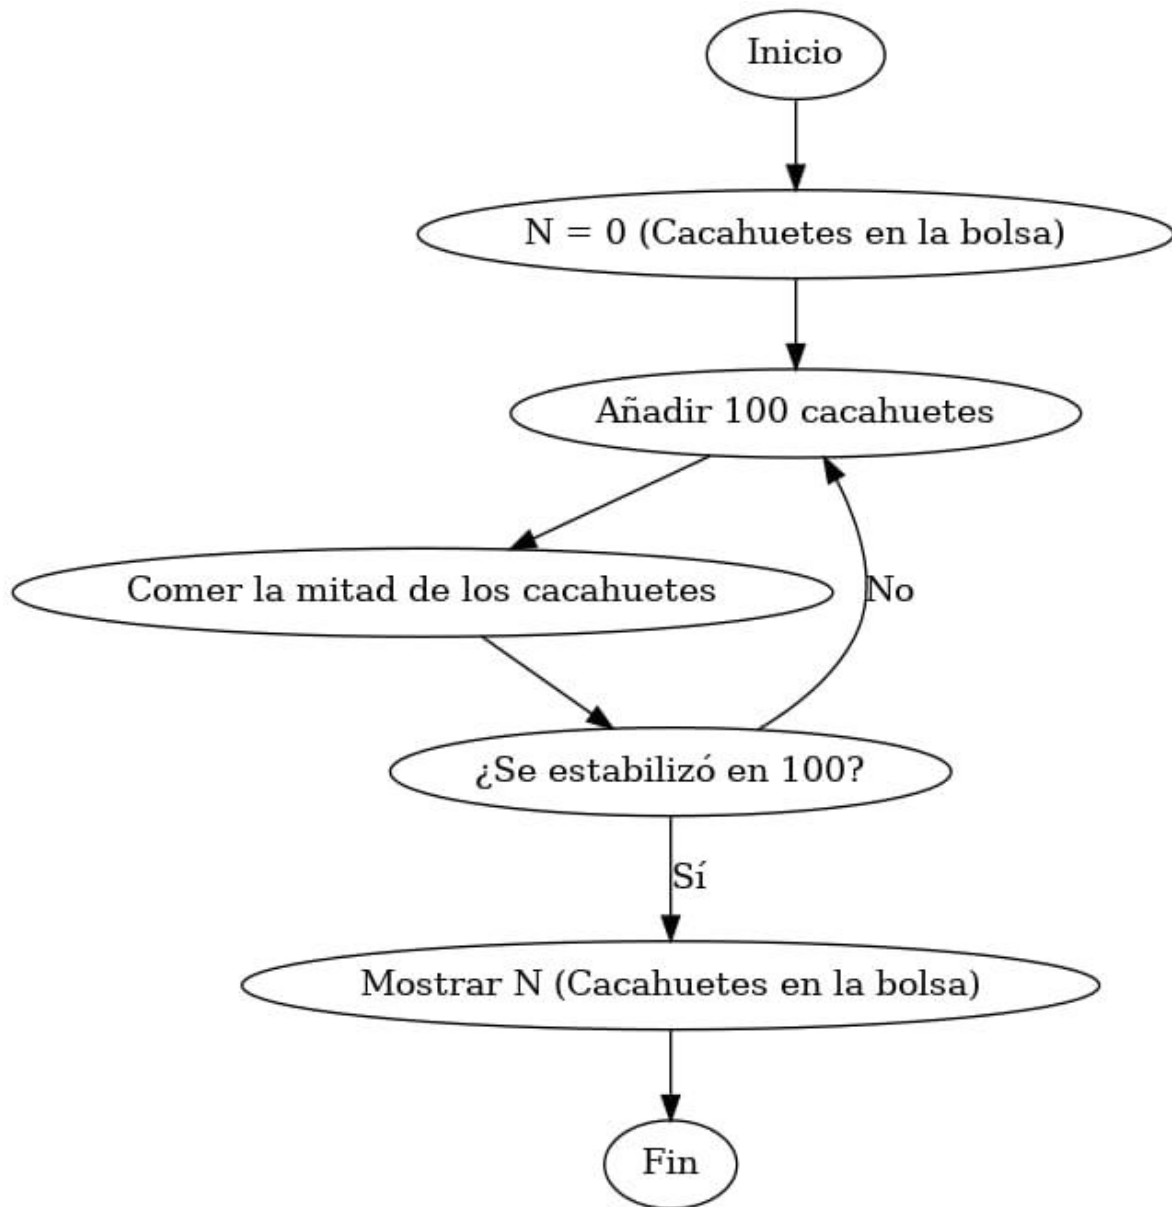 Inicio
N = 0 (Cacahuetes en la bolsa)
Añadir 100 cacahuetes
Comer la mitad de los cacahuetes
No
¿Se estabilizó en 100?
Sí
Mostrar N (Cacahuetes en la bolsa)
Fin